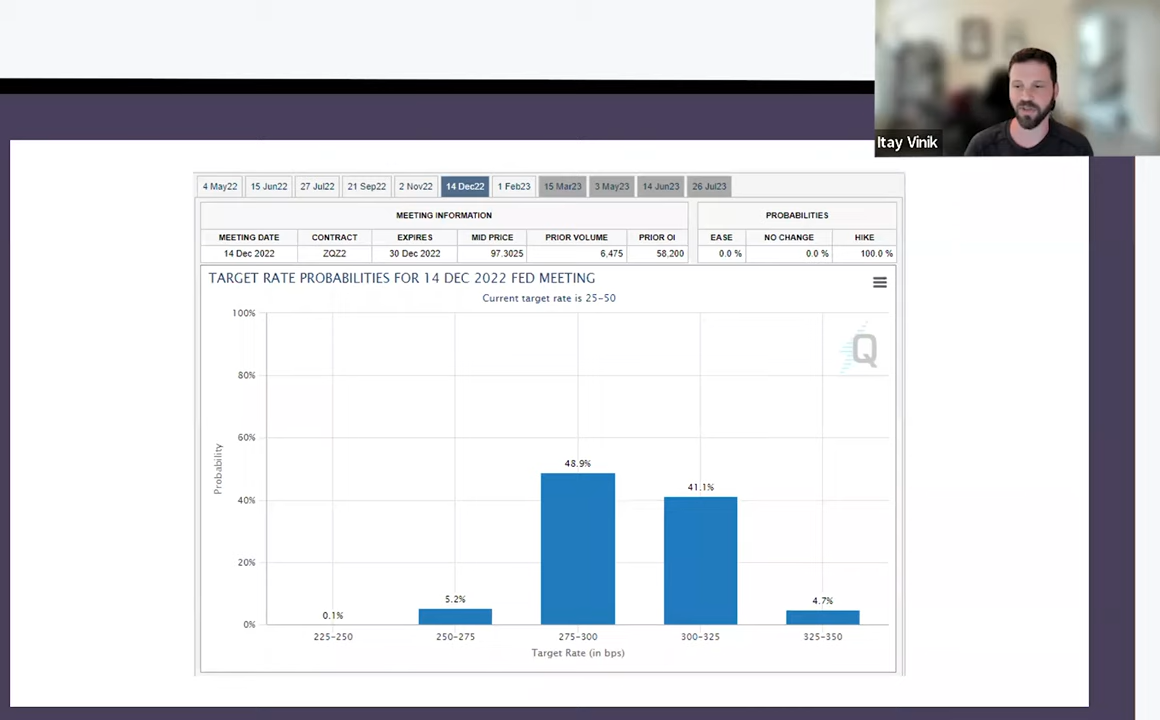 Itay Vinik
4 May22 15 Jun22 27 Jul22 21 Sep22 2 Nov22 14 Dec22 1 Feb23 15 Mar23 3 May23 14 Jun23 26 Jul23
MEETING INFORMATION PROBABILITIES
MEETING DATE CONTRACT EXPIRES MID PRICE PRIOR VOLUME PRIOR OI EASE NO CHANGE HIKE
14 Dec 2022 ZQZ2 30 Dec 2022 97.3025 6,475 58,200 0.0 % 0.0 % 100.0 %
TARGET RATE PROBABILITIES FOR 14 DEC 2022 FED MEETING
Current target rate is 25-50
100%
Q
80%
60%
48.9%
41.1%
40%
20%
5.2%
4.7%
0.1%
0%
Probability
225-250 250-275 275-300 300-325 325-350
Target Rate (in bps)